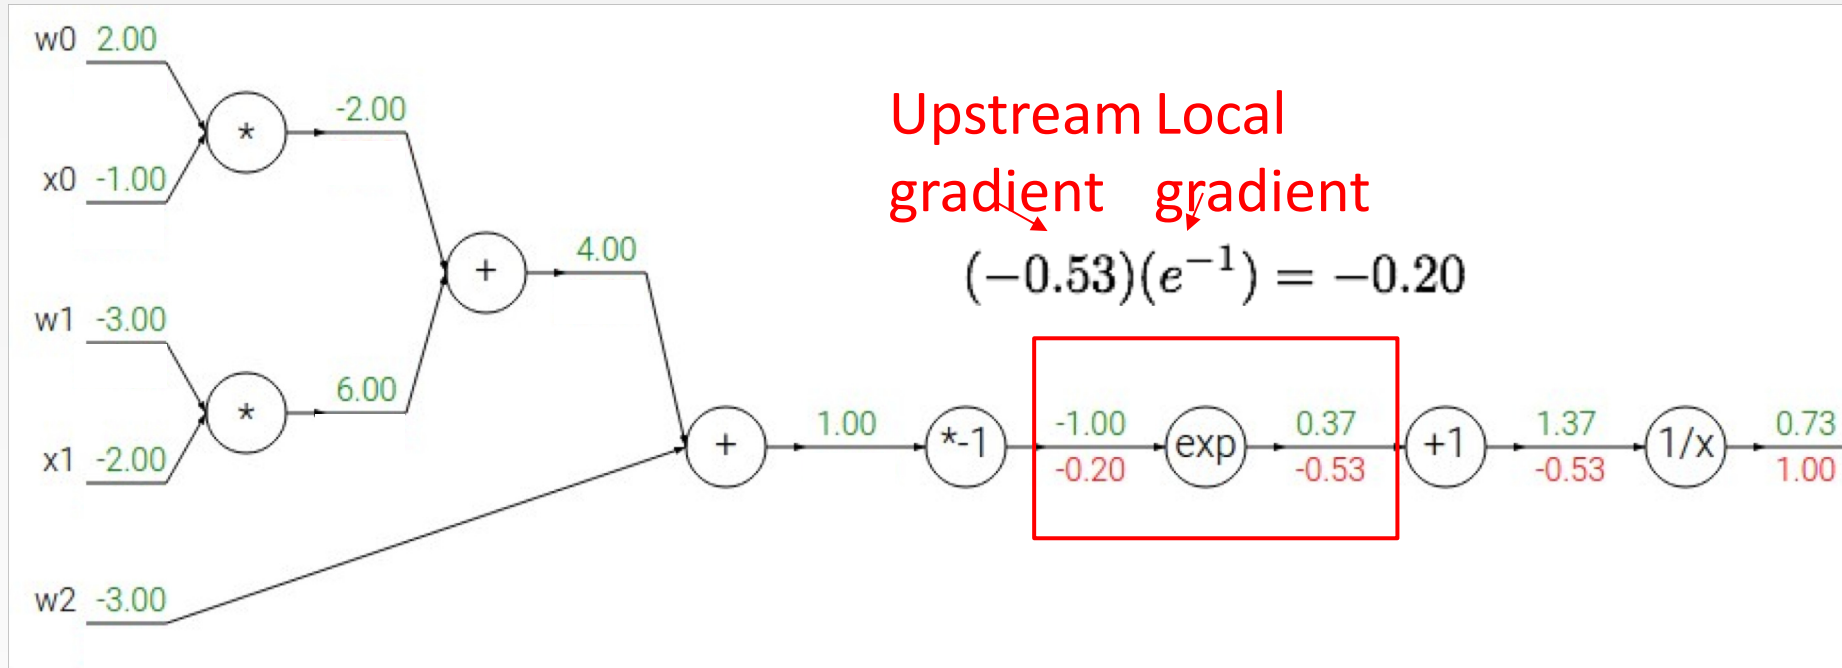 w0 2.00
x0 -1.00
*
-2.00
w1 -3.00
x1 -2.00
*
6.00
+
4.00
w2 -3.00
+
1.00
*-1
-1.00
-0.20
exp
0.37
-0.53
+1
1.37
-0.53
1/x
0.73
1.00
Upstream Local
gradient gradient
(−0.53)(e⁻¹) = −0.20